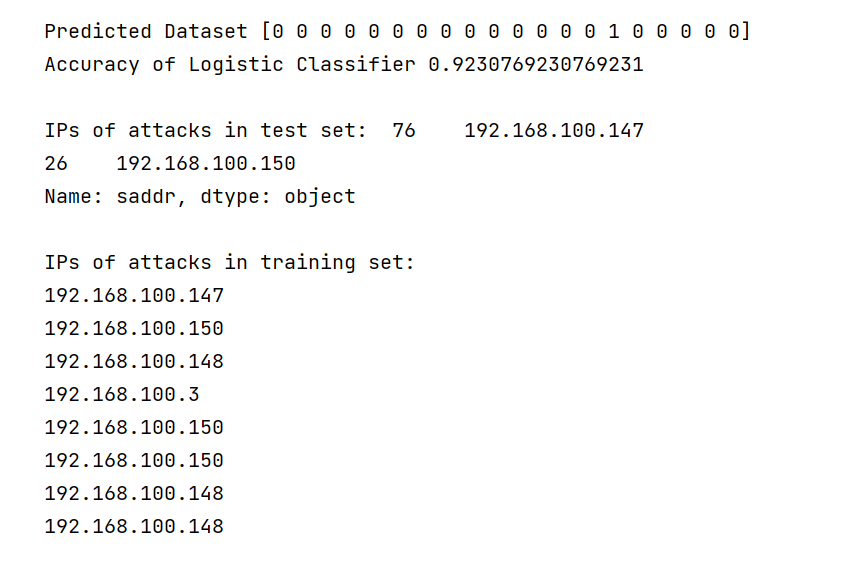 Predicted Dataset [0 0 0 0 0 0 0 0 0 0 0 0 0 0 1 0 0 0 0 0]
Accuracy of Logistic Classifier 0.9230769230769231
IPs of attacks in test set:  76    192.168.100.147
26    192.168.100.150
Name: saddr, dtype: object
IPs of attacks in training set:
192.168.100.147
192.168.100.150
192.168.100.148
192.168.100.3
192.168.100.150
192.168.100.150
192.168.100.148
192.168.100.148